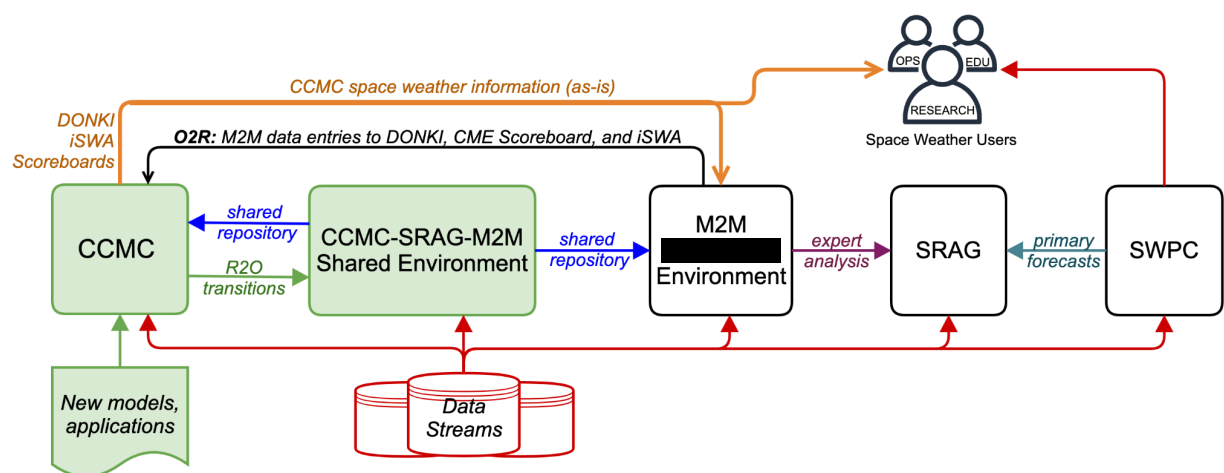 OPS
EDU
RESEARCH
Space Weather Users
CCMC space weather information (as-is)
DONKI
iSWA
Scoreboards
O2R: M2M data entries to DONKI, CME Scoreboard, and iSWA
CCMC
shared
repository
R2O
transitions
CCMC-SRAG-M2M
Shared Environment
shared
repository
M2M
Environment
expert
analysis
SRAG
primary
forecasts
SWPC
New models,
applications
Data
Streams